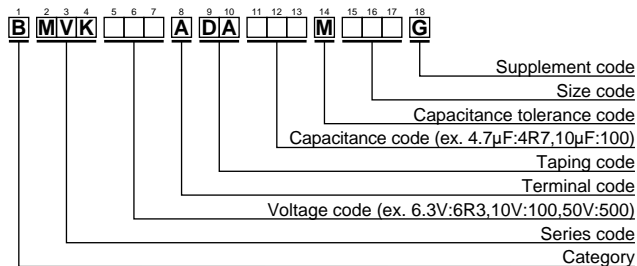 1 2 3 4 5 6 7 8 9 10 11 12 13 14 15 16 17 18
B MVK A DA M G
Supplement code
Size code
Capacitance tolerance code
Capacitance code (ex. 4.7μF:4R7,10μF:100)
Taping code
Terminal code
Voltage code (ex. 6.3V:6R3,10V:100,50V:500)
Series code
Category